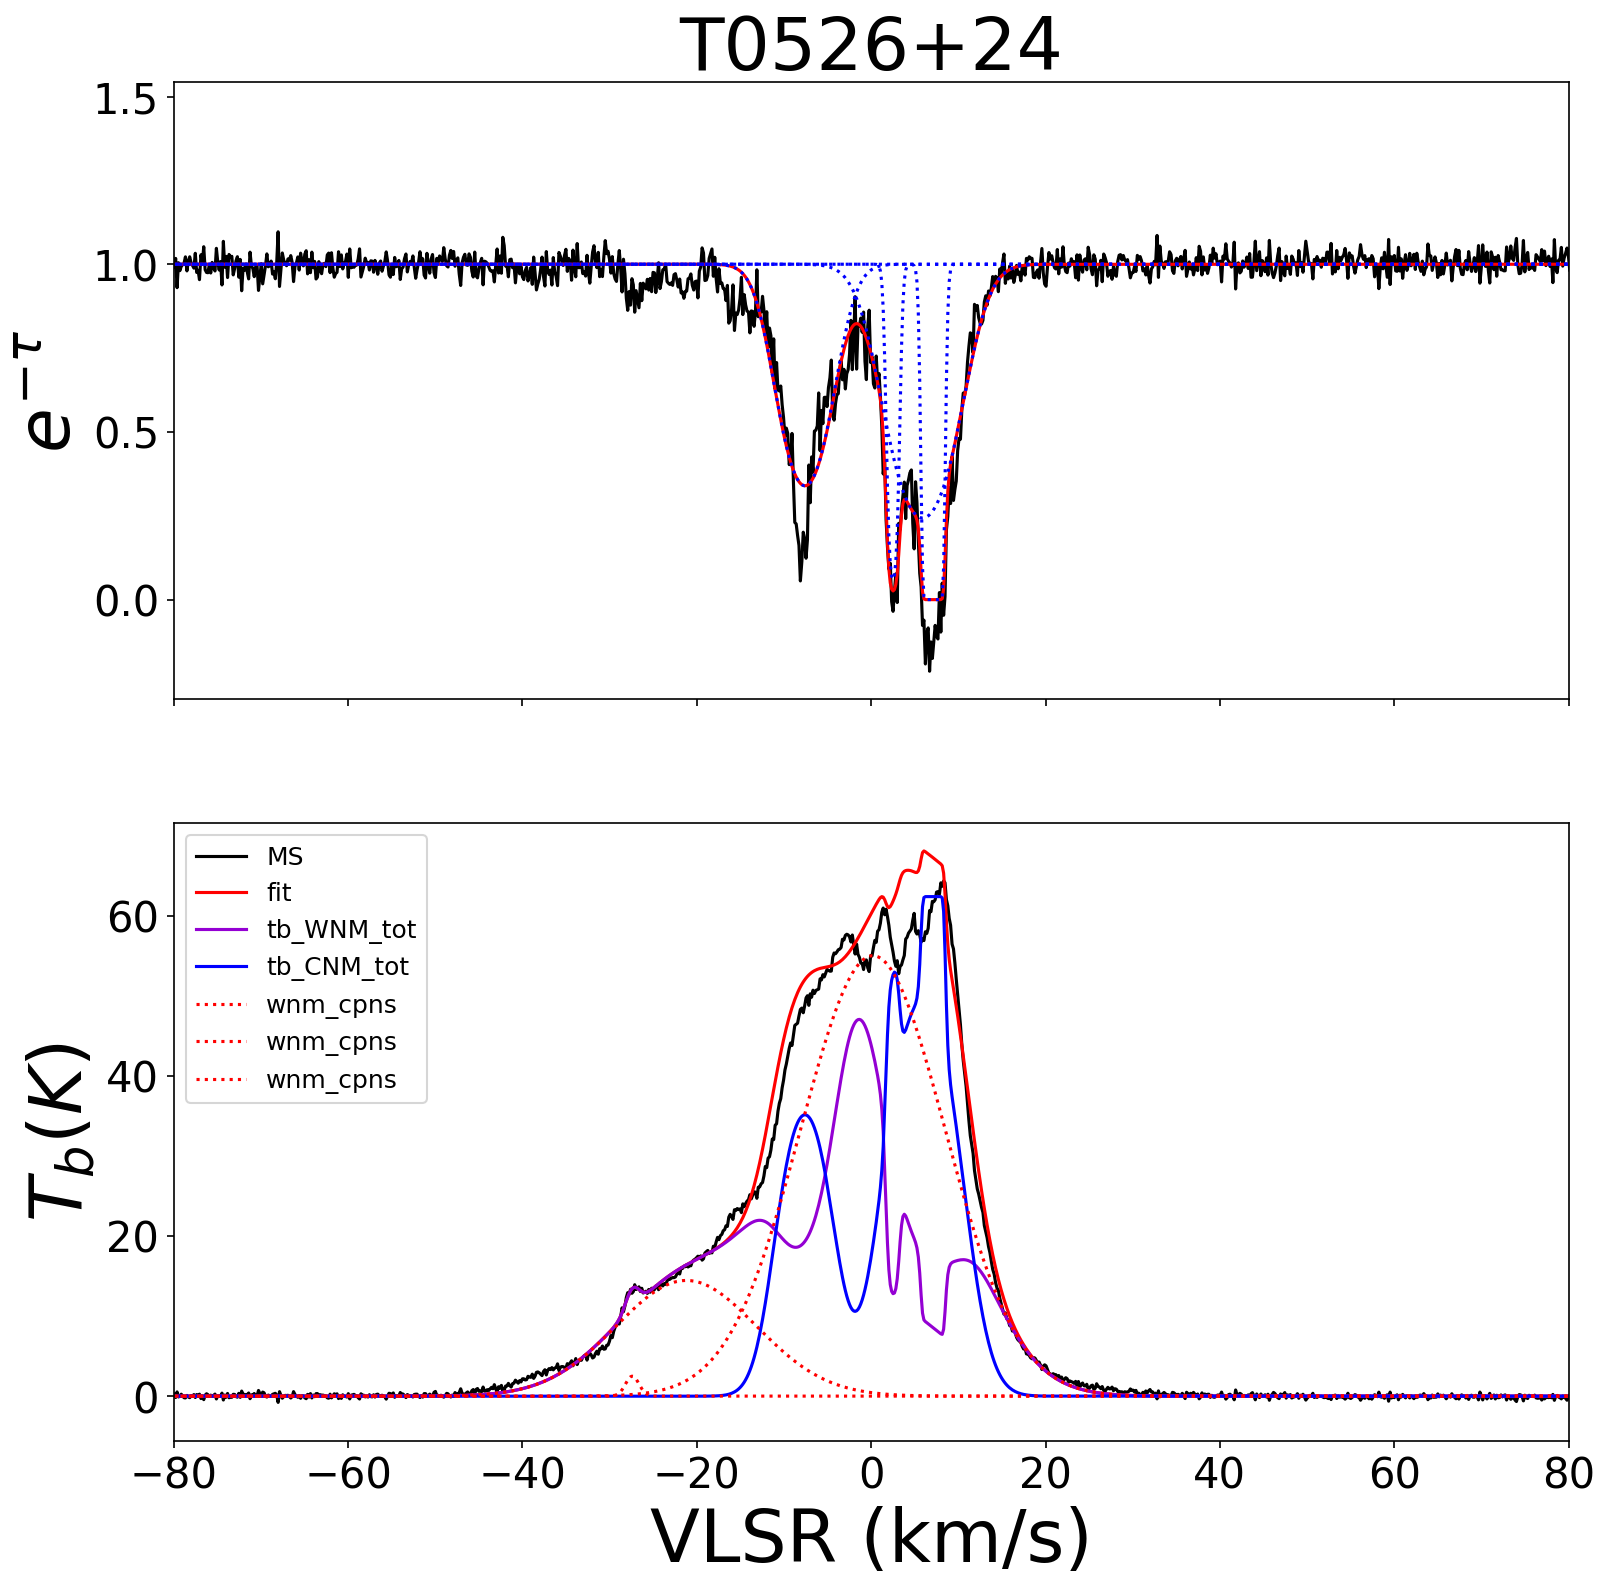 T0526+24
1.5
1.0
0.5
0.0
e^{-τ}
MS
fit
tb_WNM_tot
tb_CNM_tot
wnm_cpns
wnm_cpns
wnm_cpns
60
40
20
0
T_b(K)
−80 −60 −40 −20 0 20 40 60 80
VLSR (km/s)